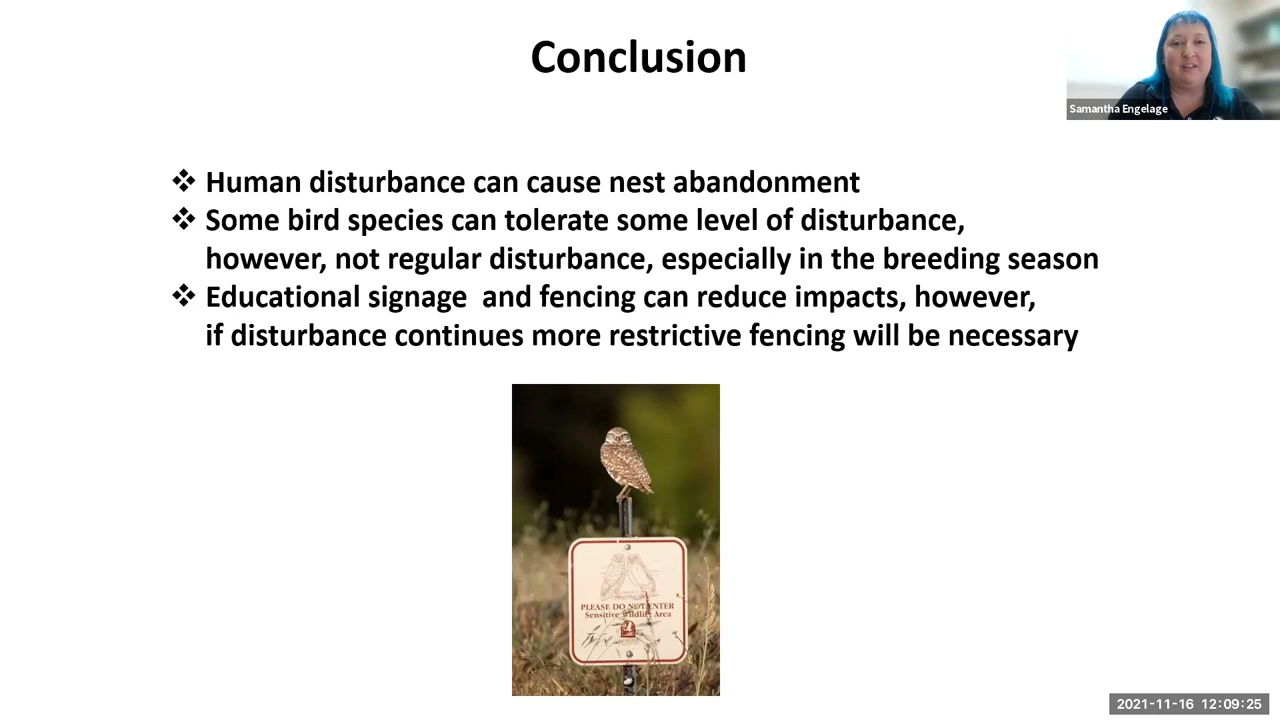 Conclusion
Samantha Engelage
❖ Human disturbance can cause nest abandonment
❖ Some bird species can tolerate some level of disturbance,
however, not regular disturbance, especially in the breeding season
❖ Educational signage  and fencing can reduce impacts, however,
if disturbance continues more restrictive fencing will be necessary
PLEASE DO NOT ENTER
Sensitive Wildlife Area
2021-11-16 12:09:25